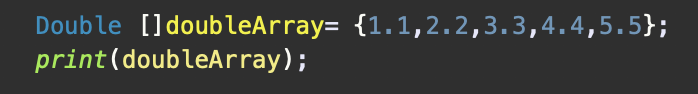 Double []doubleArray= {1.1,2.2,3.3,4.4,5.5};
print(doubleArray);